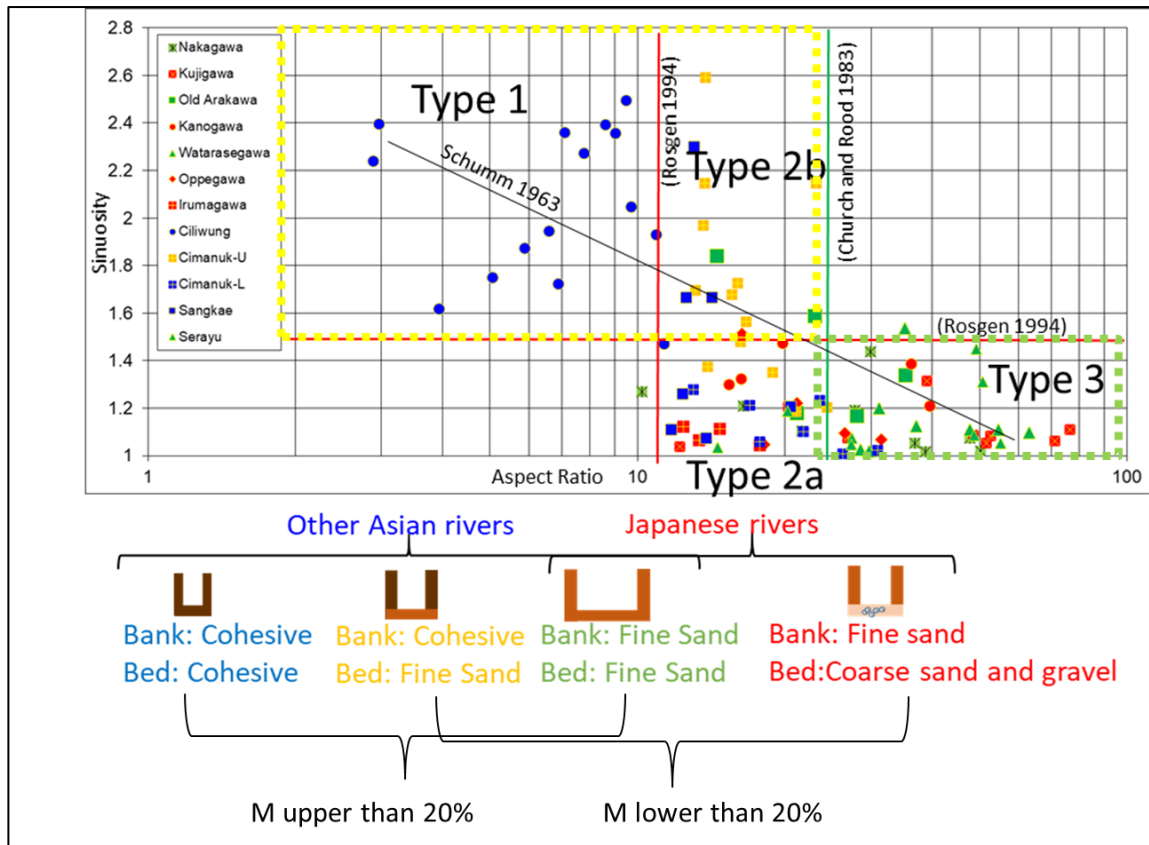 2.8
2.6
2.4
2.2
2
1.8
1.6
1.4
1.2
1
Sinuosity
Nakagawa
Kujigawa
Old Arakawa
Kanogawa
Watarasegawa
Oppegawa
Irumagawa
Ciliwung
Cimanuk-U
Cimanuk-L
Sangkae
Serayu
Type 1
Schumm 1963
(Rosgen 1994)
Type 2b
(Church and Rood 1983)
(Rosgen 1994)
Type 3
Type 2a
1
Aspect Ratio
10
100
Other Asian rivers
Japanese rivers
Bank: Cohesive
Bed: Cohesive
Bank: Cohesive
Bed: Fine Sand
Bank: Fine Sand
Bed: Fine Sand
Bank: Fine sand
Bed:Coarse sand and gravel
M upper than 20%
M lower than 20%